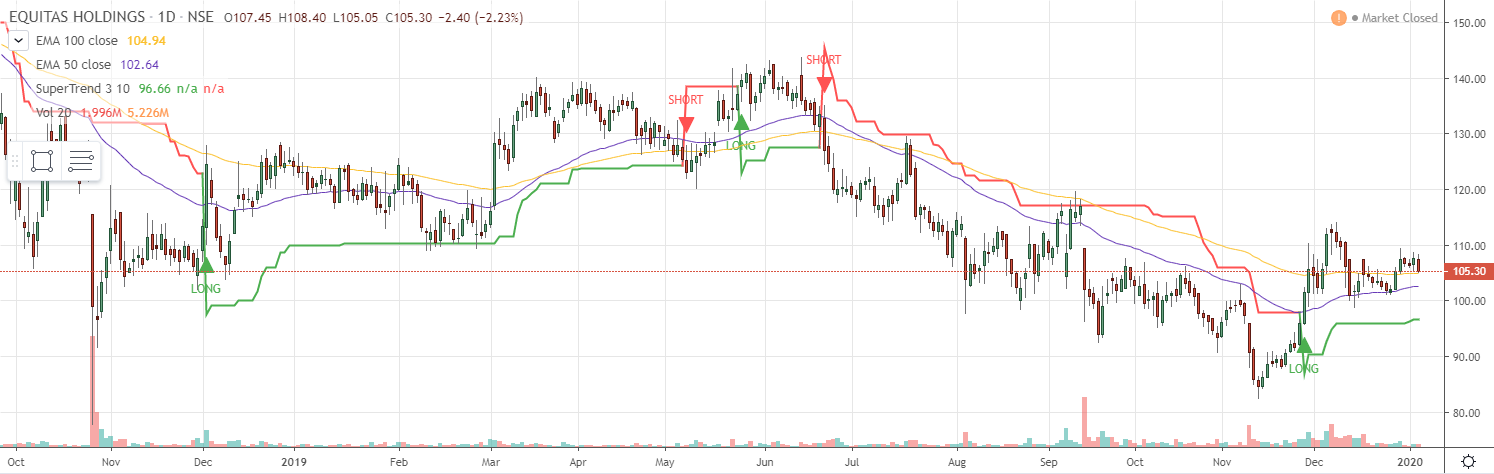 EQUITAS HOLDINGS · 1D · NSE O107.45 H108.40 L105.05 C105.30 −2.40 (−2.23%)
! Market Closed
EMA 100 close 104.94
EMA 50 close 102.64
SuperTrend 3 10 96.66 n/a n/a
Vol 20 1.996M 5.226M
SHORT
SHORT
LONG
LONG
LONG
150.00
140.00
130.00
120.00
110.00
105.30
100.00
90.00
80.00
Oct Nov Dec 2019 Feb Mar Apr May Jun Jul Aug Sep Oct Nov Dec 2020